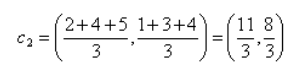 c₂ = ( (2+4+5)/3 , (1+3+4)/3 ) = ( 11/3 , 8/3 )